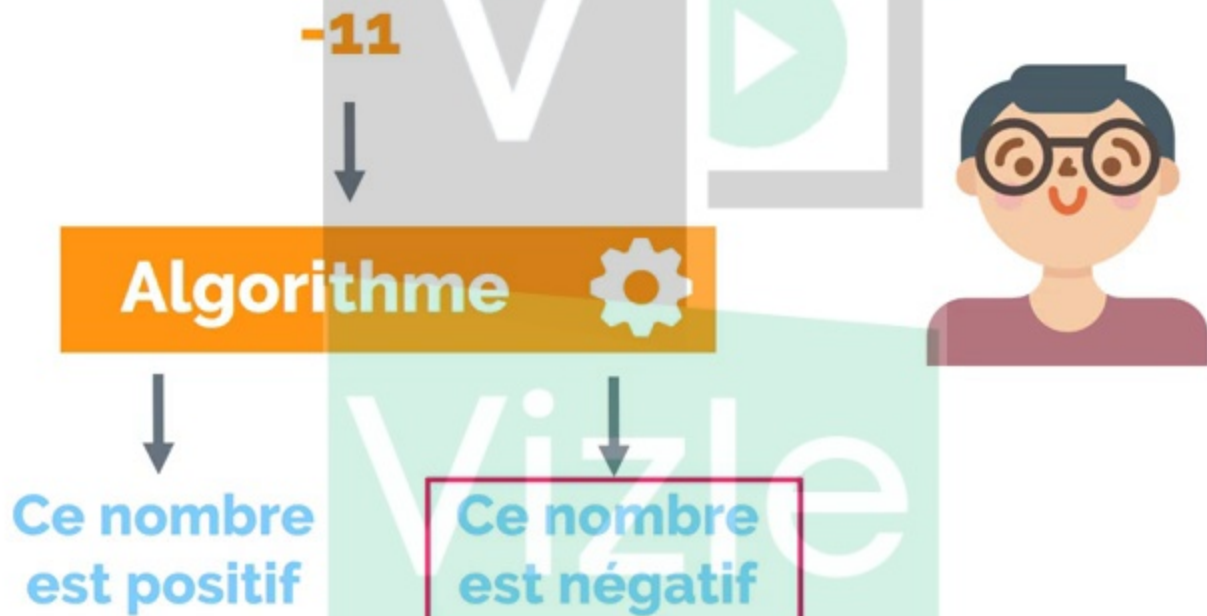 -11
V
Algorithme
Vizle
Ce nombre
est positif
Ce nombre
est négatif